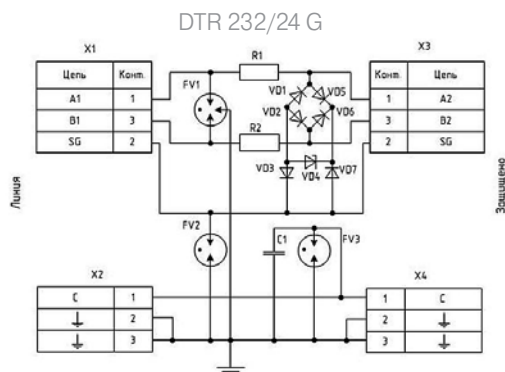 DTR 232/24 G
X1
Цепь Конт.
A1 1
B1 3
SG 2
FV1
R1
R2
VD1 VD5
VD2 VD6
VD3 VD4 VD7
X3
Конт. Цепь
1 A2
3 B2
2 SG
Линия
Защищено
FV2
C1
FV3
X2
C 1
2
3
X4
1 C
2
3